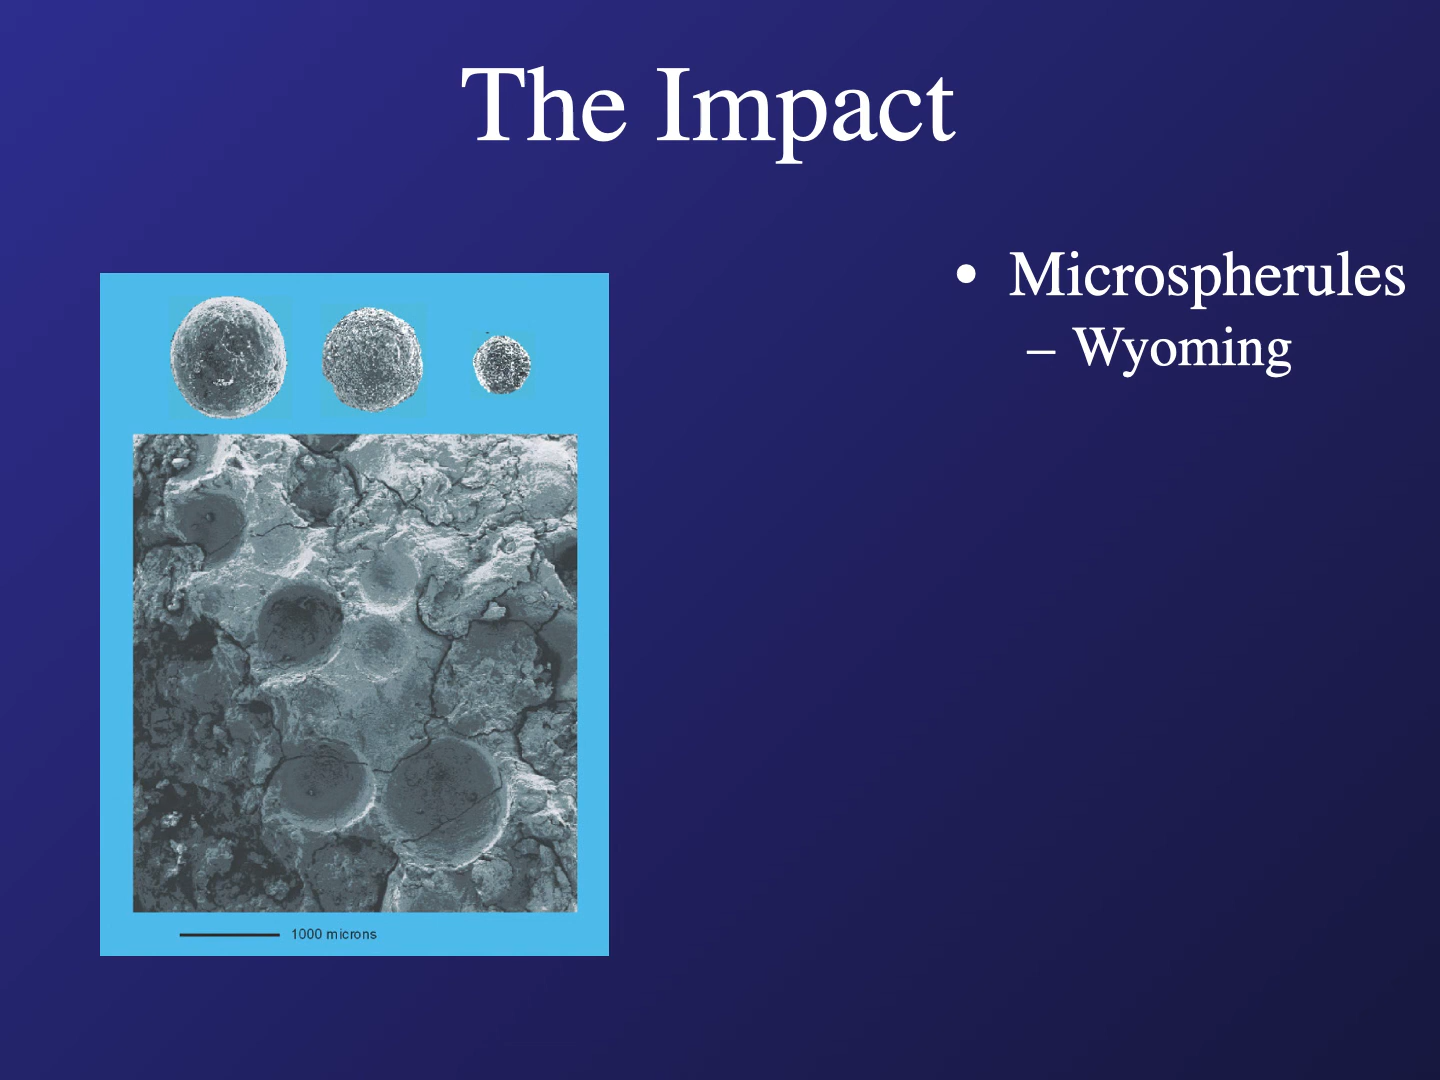 The Impact
• Microspherules
– Wyoming
1000 microns